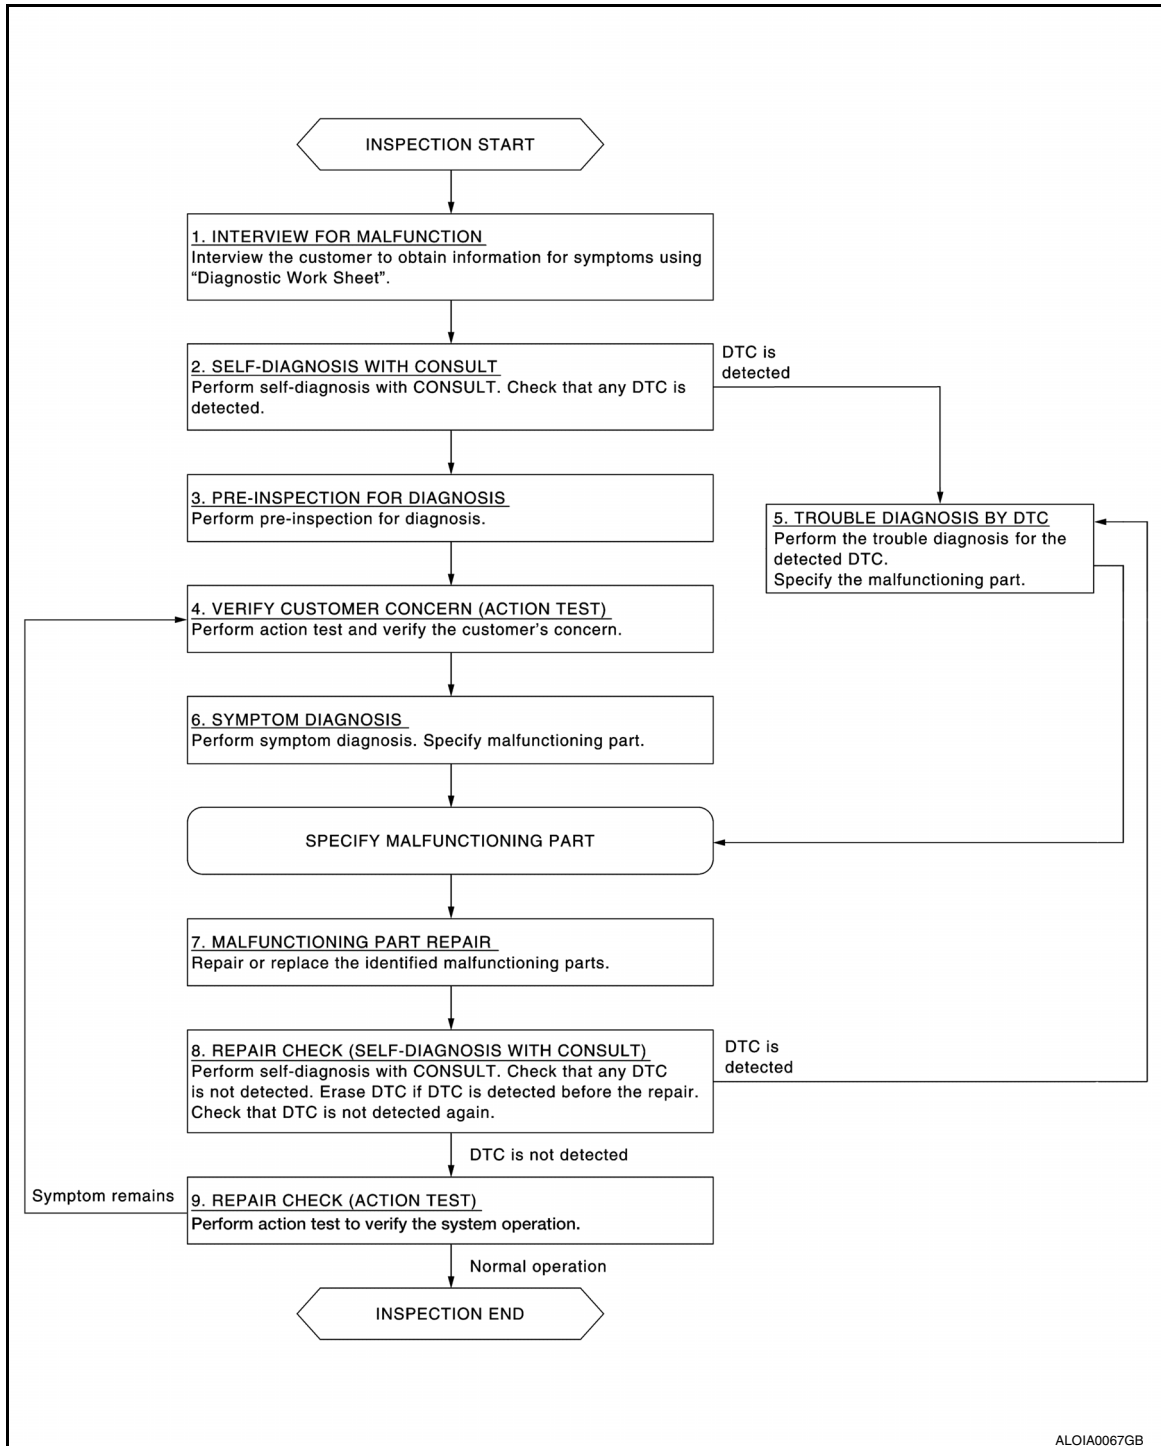 INSPECTION START
1. INTERVIEW FOR MALFUNCTION
Interview the customer to obtain information for symptoms using
“Diagnostic Work Sheet”.
2. SELF-DIAGNOSIS WITH CONSULT
Perform self-diagnosis with CONSULT. Check that any DTC is
detected.
DTC is
detected
3. PRE-INSPECTION FOR DIAGNOSIS
Perform pre-inspection for diagnosis.
4. VERIFY CUSTOMER CONCERN (ACTION TEST)
Perform action test and verify the customer’s concern.
5. TROUBLE DIAGNOSIS BY DTC
Perform the trouble diagnosis for the
detected DTC.
Specify the malfunctioning part.
6. SYMPTOM DIAGNOSIS
Perform symptom diagnosis. Specify malfunctioning part.
SPECIFY MALFUNCTIONING PART
7. MALFUNCTIONING PART REPAIR
Repair or replace the identified malfunctioning parts.
8. REPAIR CHECK (SELF-DIAGNOSIS WITH CONSULT)
Perform self-diagnosis with CONSULT. Check that any DTC
is not detected. Erase DTC if DTC is detected before the repair.
Check that DTC is not detected again.
DTC is
detected
DTC is not detected
Symptom remains
9. REPAIR CHECK (ACTION TEST)
Perform action test to verify the system operation.
Normal operation
INSPECTION END
ALOIA0067GB